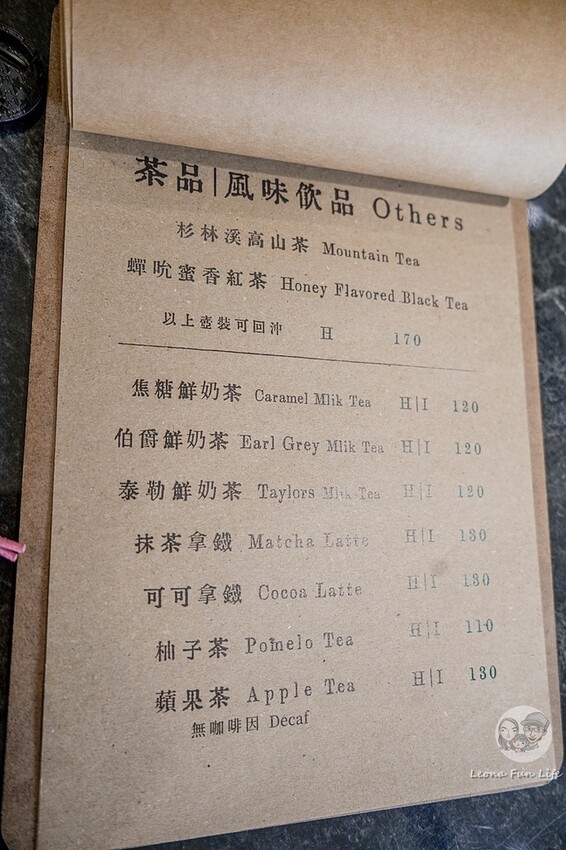 茶品|風味飲品 Others
杉林溪高山茶 Mountain Tea
蟬吮蜜香紅茶 Honey Flavored Black Tea
以上壺裝可回沖 H 170
焦糖鮮奶茶 Caramel Mlik Tea H|I 120
伯爵鮮奶茶 Earl Grey Mlik Tea H|I 120
泰勒鮮奶茶 Taylors Mlik Tea H|I 120
抹茶拿鐵 Matcha Latte H|I 130
可可拿鐵 Cocoa Latte H|I 130
柚子茶 Pomelo Tea H|I 110
蘋果茶 Apple Tea H|I 130
無咖啡因 Decaf
Leona Fun Life